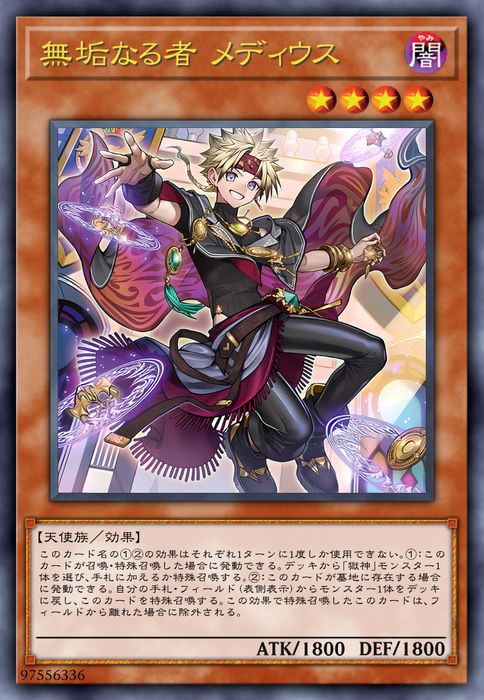 無垢なる者 メディウス
やみ
闇
【天使族／効果】
このカード名の①②の効果はそれぞれ1ターンに1度しか使用できない。①：この
カードが召喚・特殊召喚した場合に発動できる。デッキから「獄神」モンスター1
体を選び、手札に加えるか特殊召喚する。②：このカードが墓地に存在する場合
に発動できる。自分の手札・フィールド（表側表示）からモンスター1体をデッキ
に戻し、このカードを特殊召喚する。この効果で特殊召喚したこのカードは、フィ
ールドから離れた場合に除外される。
ATK/1800 DEF/1800
97556336